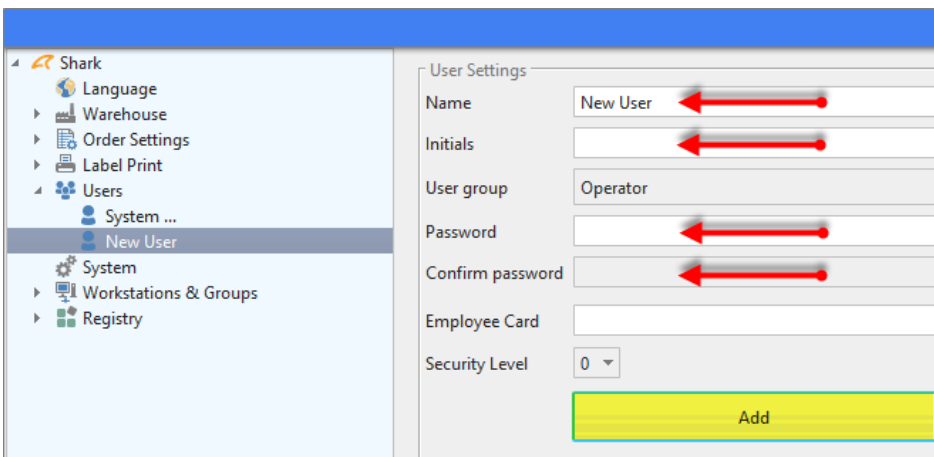 Shark
Language
Warehouse
Order Settings
Label Print
Users
System ...
New User
System
Workstations & Groups
Registry
User Settings
Name New User
Initials
User group Operator
Password
Confirm password
Employee Card
Security Level 0
Add